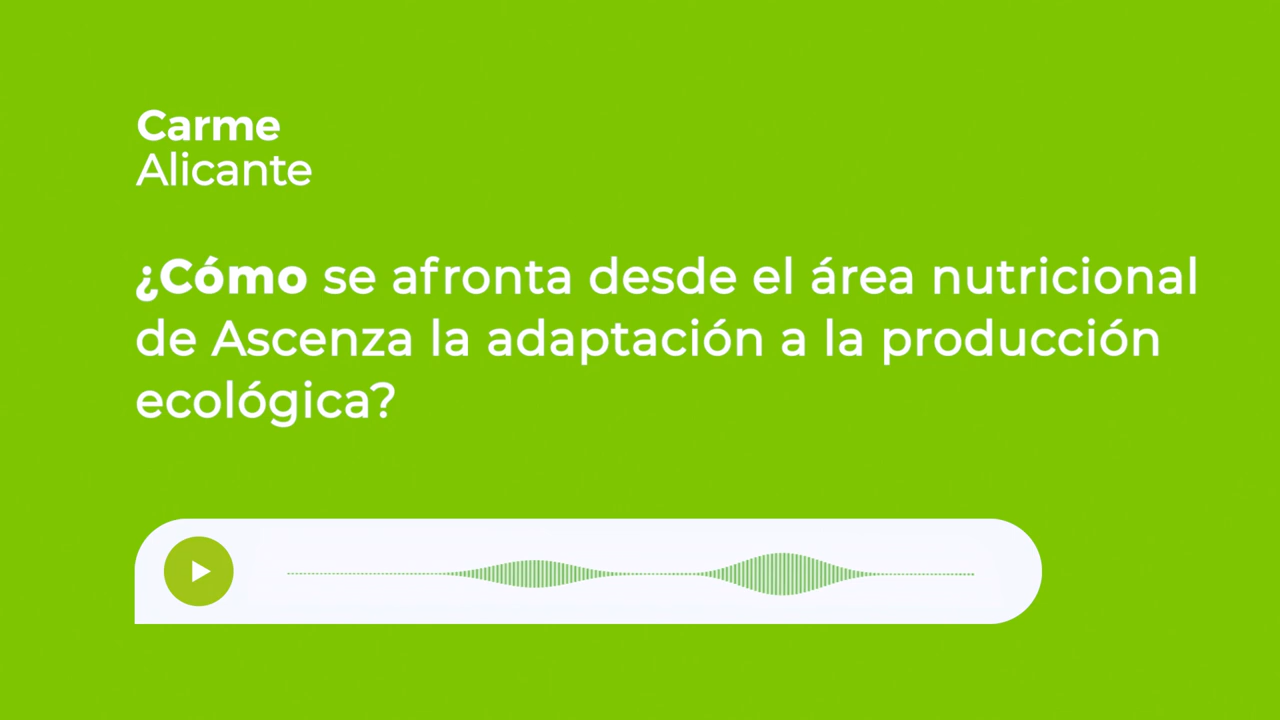 Carme
Alicante
¿Cómo se afronta desde el área nutricional
de Ascenza la adaptación a la producción
ecológica?